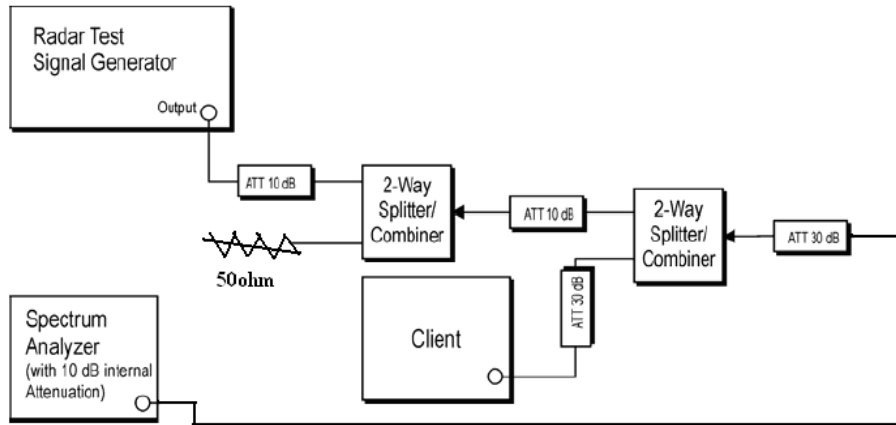 Radar Test
Signal Generator
Output
ATT 10 dB
2-Way
Splitter/
Combiner
50ohm
ATT 10 dB
2-Way
Splitter/
Combiner
ATT 30 dB
ATT 30 dB
Client
Spectrum
Analyzer
(with 10 dB internal
Attenuation)